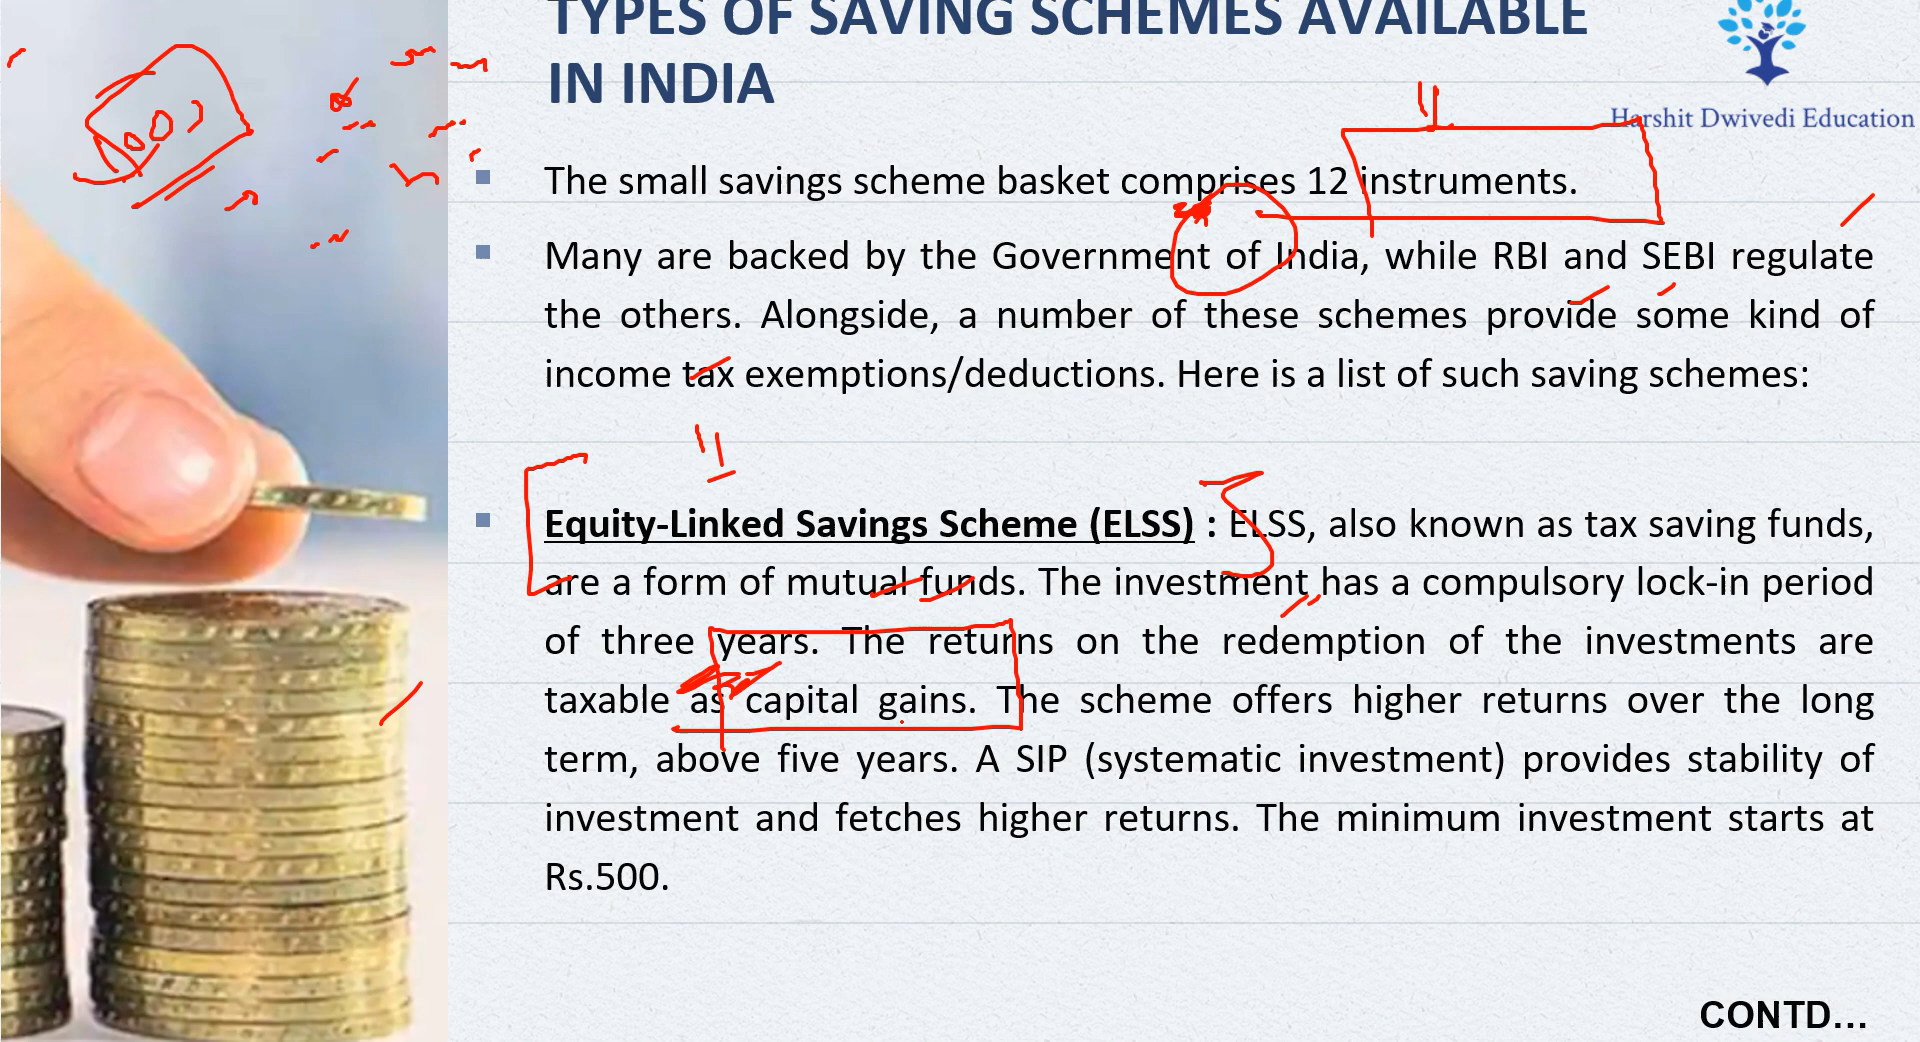 TYPES OF SAVING SCHEMES AVAILABLE
IN INDIA
Harshit Dwivedi Education
The small savings scheme basket comprises 12 instruments.
Many are backed by the Government of India, while RBI and SEBI regulate
the others. Alongside, a number of these schemes provide some kind of
income tax exemptions/deductions. Here is a list of such saving schemes:
Equity-Linked Savings Scheme (ELSS) : ELSS, also known as tax saving funds,
are a form of mutual funds. The investment has a compulsory lock-in period
of three years. The returns on the redemption of the investments are
taxable as capital gains. The scheme offers higher returns over the long
term, above five years. A SIP (systematic investment) provides stability of
investment and fetches higher returns. The minimum investment starts at
Rs.500.
CONTD...